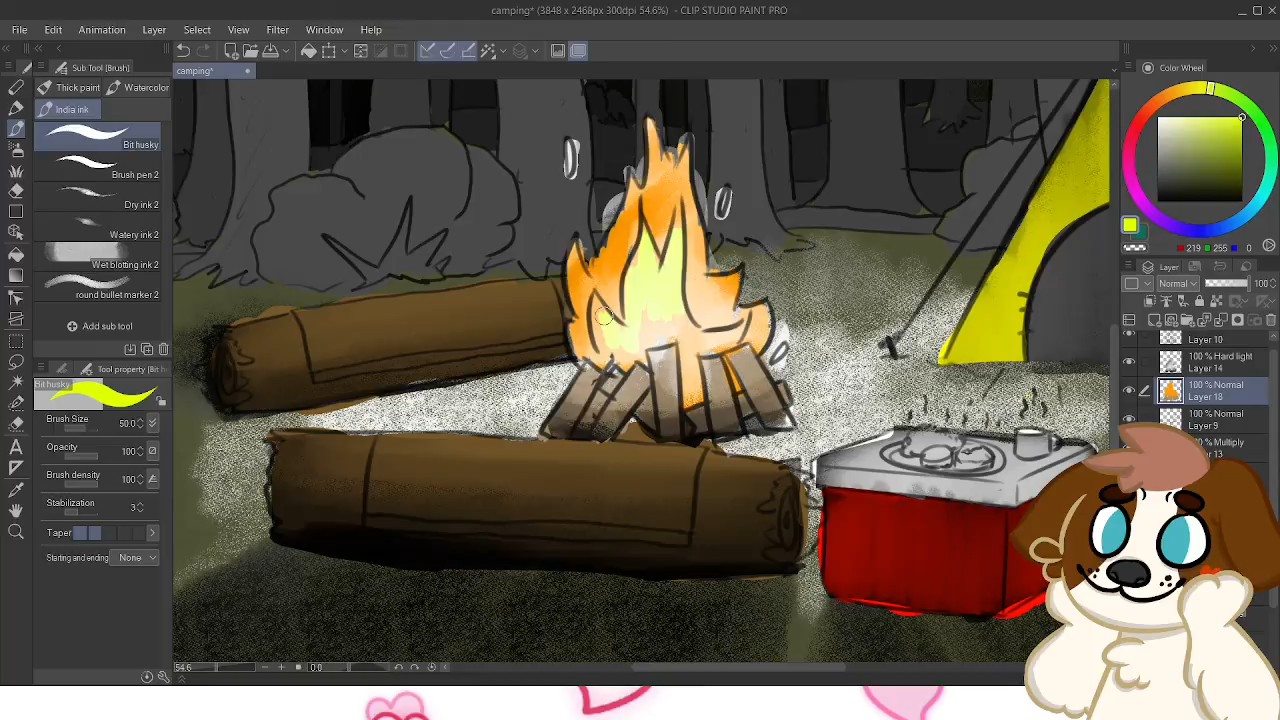 camping* (3848 x 2468px 300dpi 54.6%) - CLIP STUDIO PAINT PRO
File Edit Animation Layer Select View Filter Window Help
Sub Tool [Brush]
camping*
Color Wheel
Thick paint
Watercolor
India ink
Bit husky
Brush pen 2
Dry ink 2
Watery ink 2
Wet blotting ink 2
round bullet marker 2
Add sub tool
Tool property [Bit h
Bit husky
Brush Size 50.0
Opacity 100
Brush density 100
Stabilization 3
Taper
Starting and ending None
219 255 0
Layer
Normal 100
Layer 10
100 % Hard light
Layer 14
100 % Normal
Layer 18
100 % Normal
Layer 9
Multiply
13
54.6 0.0